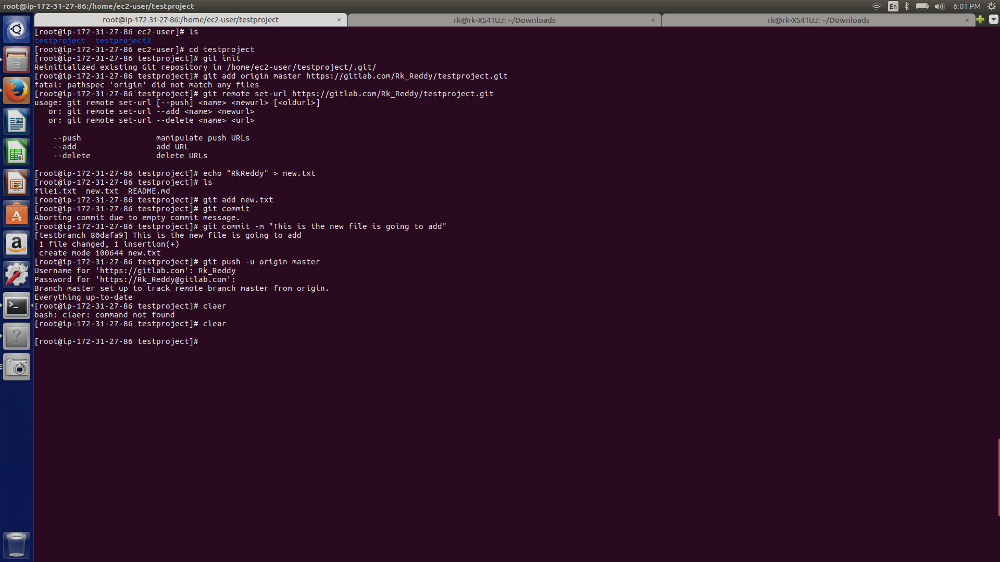 root@ip-172-31-27-86:/home/ec2-user/testproject
En
6:01 PM
root@ip-172-31-27-86:/home/ec2-user/testproject ×
rk@rk-X541UJ: ~/Downloads ×
rk@rk-X541UJ: ~/Downloads ×
[root@ip-172-31-27-86 ec2-user]# ls
testproject  testproject2
[root@ip-172-31-27-86 ec2-user]# cd testproject
[root@ip-172-31-27-86 testproject]# git init
Reinitialized existing Git repository in /home/ec2-user/testproject/.git/
[root@ip-172-31-27-86 testproject]# git add origin master https://gitlab.com/Rk_Reddy/testproject.git
fatal: pathspec 'origin' did not match any files
[root@ip-172-31-27-86 testproject]# git remote set-url https://gitlab.com/Rk_Reddy/testproject.git
usage: git remote set-url [--push] <name> <newurl> [<oldurl>]
   or: git remote set-url --add <name> <newurl>
   or: git remote set-url --delete <name> <url>
    --push                manipulate push URLs
    --add                 add URL
    --delete              delete URLs
[root@ip-172-31-27-86 testproject]# echo "RkReddy" > new.txt
[root@ip-172-31-27-86 testproject]# ls
file1.txt  new.txt  README.md
[root@ip-172-31-27-86 testproject]# git add new.txt
[root@ip-172-31-27-86 testproject]# git commit
Aborting commit due to empty commit message.
[root@ip-172-31-27-86 testproject]# git commit -m "This is the new file is going to add"
[testbranch 80dafa9] This is the new file is going to add
 1 file changed, 1 insertion(+)
 create mode 100644 new.txt
[root@ip-172-31-27-86 testproject]# git push -u origin master
Username for 'https://gitlab.com': Rk_Reddy
Password for 'https://Rk_Reddy@gitlab.com':
Branch master set up to track remote branch master from origin.
Everything up-to-date
[root@ip-172-31-27-86 testproject]# claer
bash: claer: command not found
[root@ip-172-31-27-86 testproject]# clear
[root@ip-172-31-27-86 testproject]#